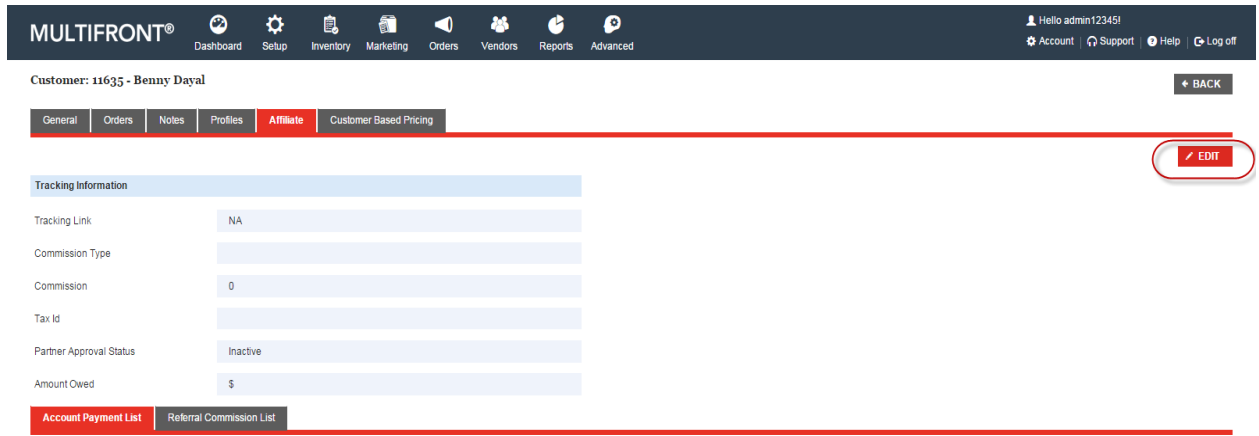 MULTIFRONT®
Dashboard Setup Inventory Marketing Orders Vendors Reports Advanced
Hello admin12345!
Account | Support | Help | Log off
Customer: 11635 - Benny Dayal
BACK
General Orders Notes Profiles Affiliate Customer Based Pricing
EDIT
Tracking Information
Tracking Link NA
Commission Type
Commission 0
Tax Id
Partner Approval Status Inactive
Amount Owed $
Account Payment List Referral Commission List